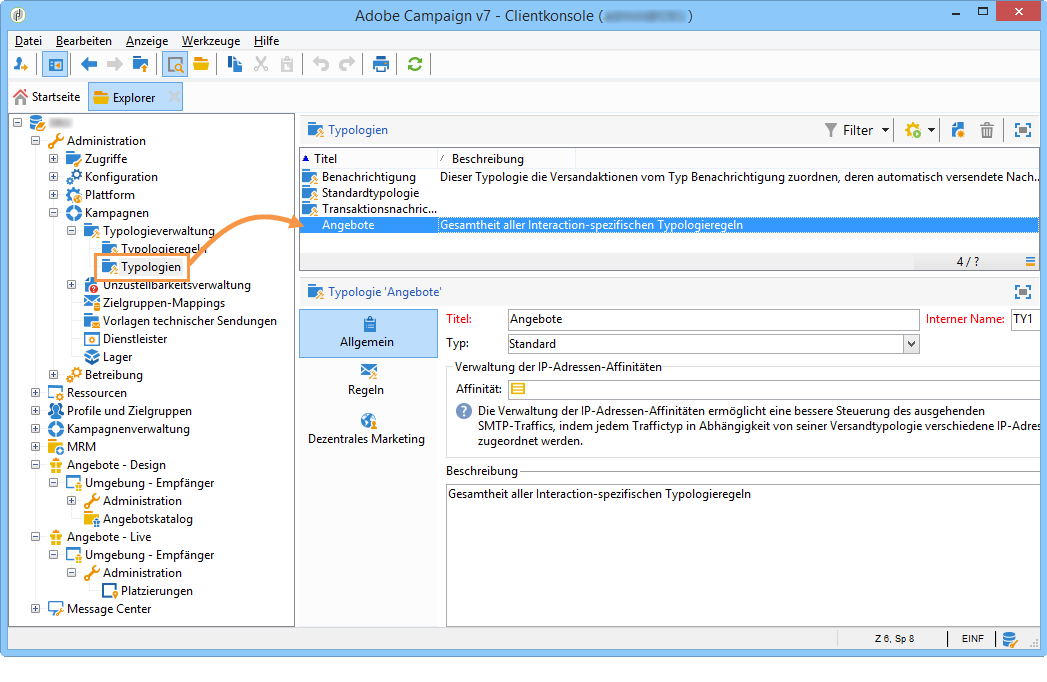 Adobe Campaign v7 - Clientkonsole (
)
Datei Bearbeiten Anzeige Werkzeuge Hilfe
Startseite Explorer
Administration
Zugriffe
Konfiguration
Plattform
Kampagnen
Typologieverwaltung
Typologieregeln
Typologien
Unzustellbarkeitsverwaltung
Zielgruppen-Mappings
Vorlagen technischer Sendungen
Dienstleister
Lager
Betreibung
Ressourcen
Profile und Zielgruppen
Kampagnenverwaltung
MRM
Angebote - Design
Umgebung - Empfänger
Administration
Angebotskatalog
Angebote - Live
Umgebung - Empfänger
Administration
Platzierungen
Message Center
Typologien Filter
Titel Beschreibung
Benachrichtigung Dieser Typologie die Versandaktionen vom Typ Benachrichtigung zuordnen, deren automatisch versendete Nach...
Standardtypologie
Transaktionsnachric...
Angebote Gesamtheit aller Interaction-spezifischen Typologieregeln
4 / ?
Typologie 'Angebote'
Allgemein
Regeln
Dezentrales Marketing
Titel: Angebote Interner Name: TY1
Typ: Standard
Verwaltung der IP-Adressen-Affinitäten
Affinität:
Die Verwaltung der IP-Adressen-Affinitäten ermöglicht eine bessere Steuerung des ausgehenden
SMTP-Traffics, indem jedem Traffictyp in Abhängigkeit von seiner Versandtypologie verschiedene IP-Adres
zugeordnet werden.
Beschreibung
Gesamtheit aller Interaction-spezifischen Typologieregeln
Z 6, Sp 8 EINF